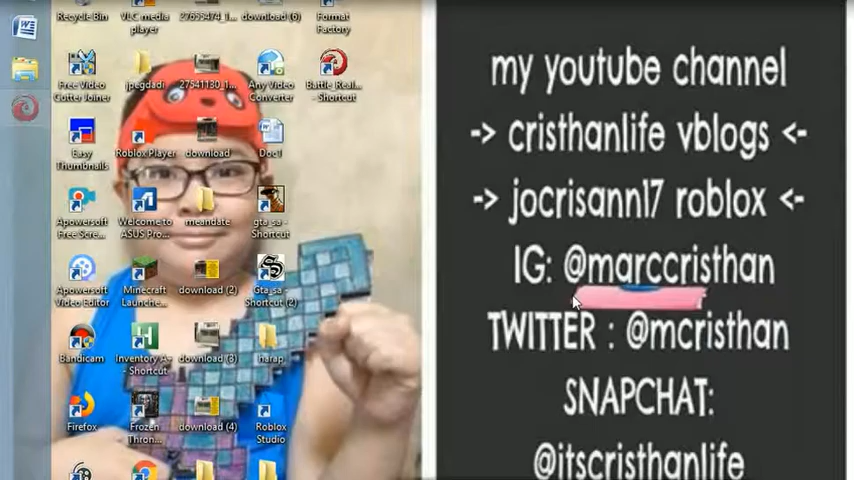 Recycle Bin
VLC media player
27655474_1...
download (6)
Format Factory
Free Video Cutter Joiner
jpegdadi
27541130_1...
Any Video Converter
Battle Real... - Shortcut
Easy Thumbnails
Roblox Player
download
Doc1
Apowersoft Free Scre...
Welcome to ASUS Pro...
meandate
gta_sa - Shortcut
Apowersoft Video Editor
Minecraft Launche...
download (2)
Gta_sa - Shortcut (2)
Bandicam
Inventory A+ - Shortcut
download (3)
harap
Firefox
Frozen Thron...
download (4)
Roblox Studio
my youtube channel
-> cristhanlife vblogs <-
-> jocrisann17 roblox <-
IG: @marccristhan
TWITTER : @mcristhan
SNAPCHAT:
@itscristhanlife